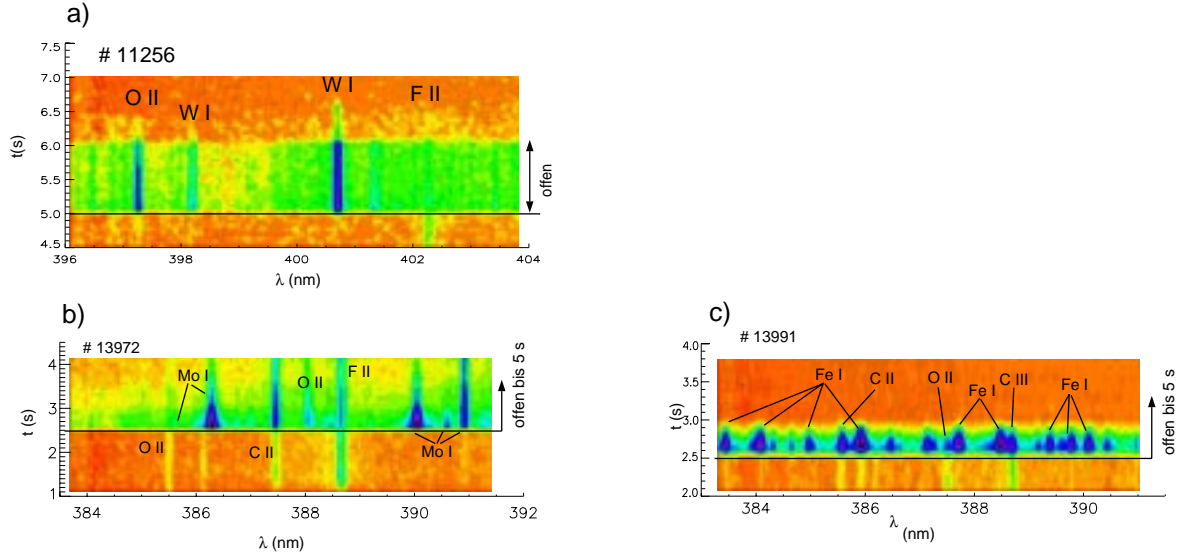 a)
# 11256
7.5
7.0
6.5
6.0
5.5
5.0
4.5
t(s)
O II
W I
W I
F II
offen
396
398
400
402
404
λ (nm)
b)
# 13972
4
3
2
1
t (s)
Mo I
O II
F II
O II
C II
Mo I
offen bis 5 s
384
386
388
390
392
λ (nm)
c)
# 13991
4.0
3.5
3.0
2.5
2.0
t (s)
Fe I
C II
O II
Fe I
C III
Fe I
offen bis 5 s
384
386
388
390
λ (nm)